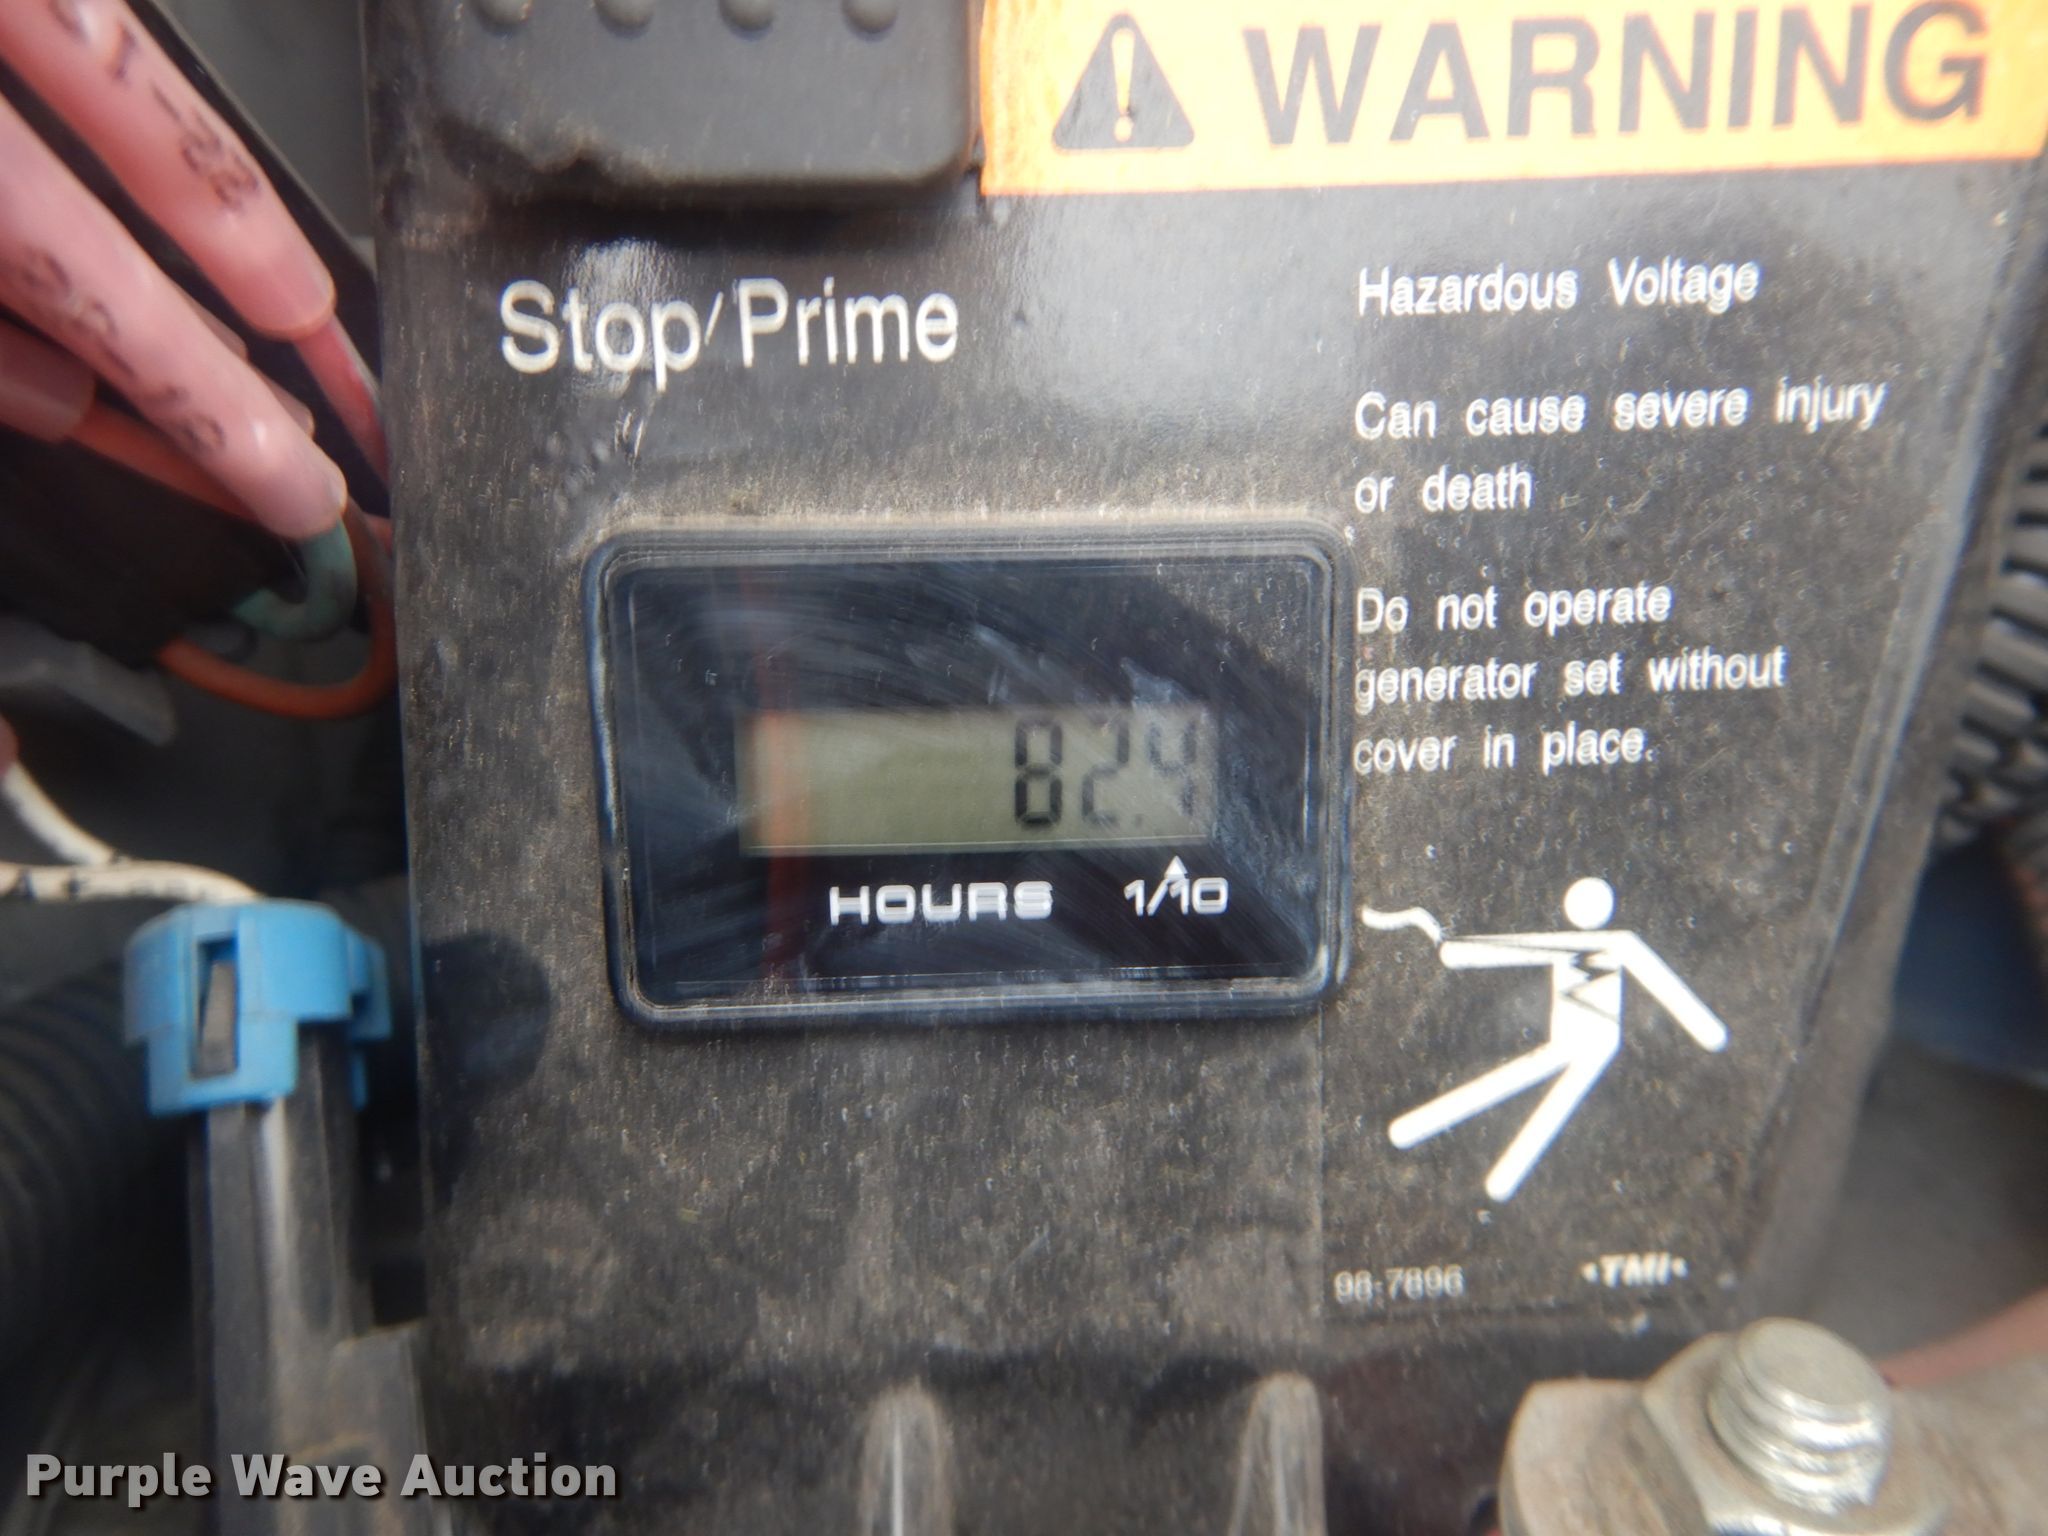 WARNING
Stop/Prime
Hazardous Voltage
Can cause severe injury
or death
Do not operate
generator set without
cover in place.
82.4
HOURS 1/10
98-7896 •TMI•
Purple Wave Auction